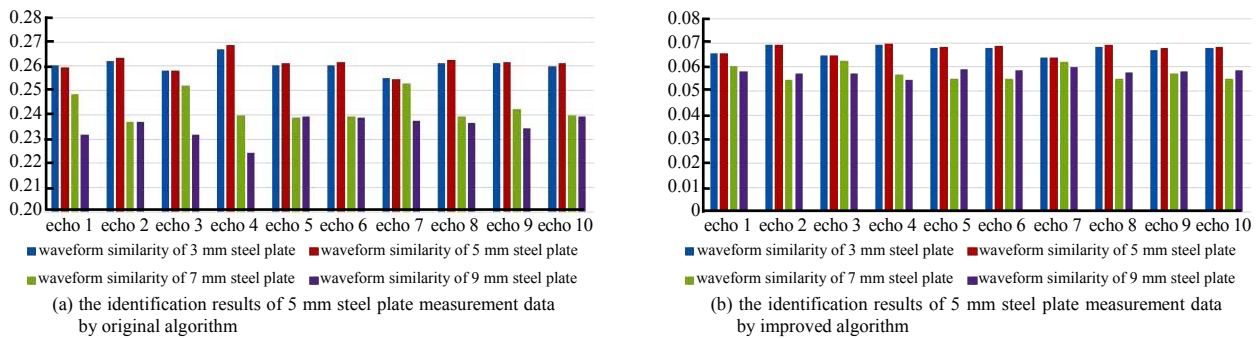 0.28
0.27
0.26
0.25
0.24
0.23
0.22
0.21
0.20
echo 1 echo 2 echo 3 echo 4 echo 5 echo 6 echo 7 echo 8 echo 9 echo 10
waveform similarity of 3 mm steel plate waveform similarity of 5 mm steel plate
waveform similarity of 7 mm steel plate waveform similarity of 9 mm steel plate
(a) the identification results of 5 mm steel plate measurement data
by original algorithm
0.08
0.07
0.06
0.05
0.04
0.03
0.02
0.01
0
echo 1 echo 2 echo 3 echo 4 echo 5 echo 6 echo 7 echo 8 echo 9 echo 10
waveform similarity of 3 mm steel plate waveform similarity of 5 mm steel plate
waveform similarity of 7 mm steel plate waveform similarity of 9 mm steel plate
(b) the identification results of 5 mm steel plate measurement data
by improved algorithm